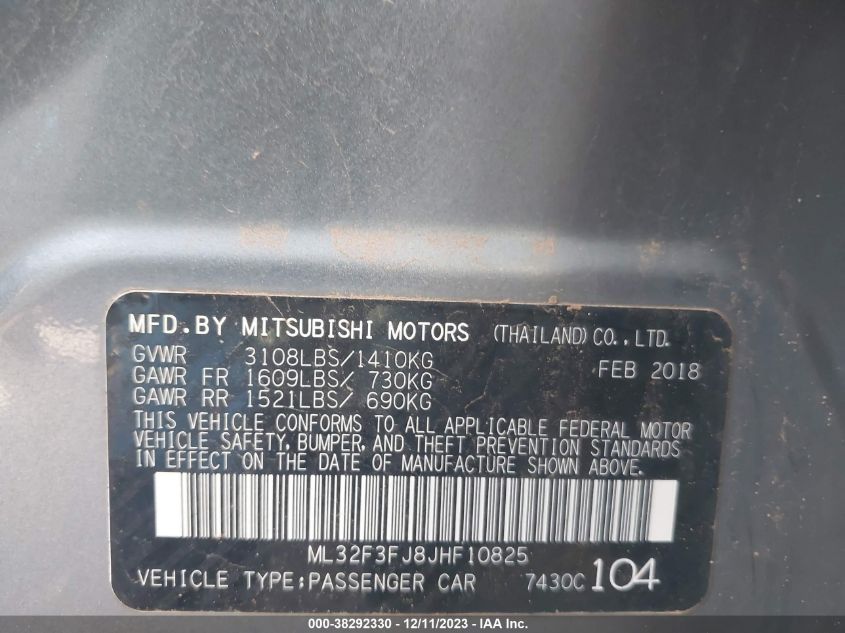 MFD.BY MITSUBISHI MOTORS (THAILAND) CO., LTD.
GVWR 3108LBS/1410KG FEB 2018
GAWR FR 1609LBS/ 730KG
GAWR RR 1521LBS/ 690KG
THIS VEHICLE CONFORMS TO ALL APPLICABLE FEDERAL MOTOR
VEHICLE SAFETY, BUMPER, AND THEFT PREVENTION STANDARDS
IN EFFECT ON THE DATE OF MANUFACTURE SHOWN ABOVE.
ML32F3FJ8JHF10825
VEHICLE TYPE:PASSENGER CAR 7430C 104
000-38292330 - 12/11/2023 - IAA Inc.